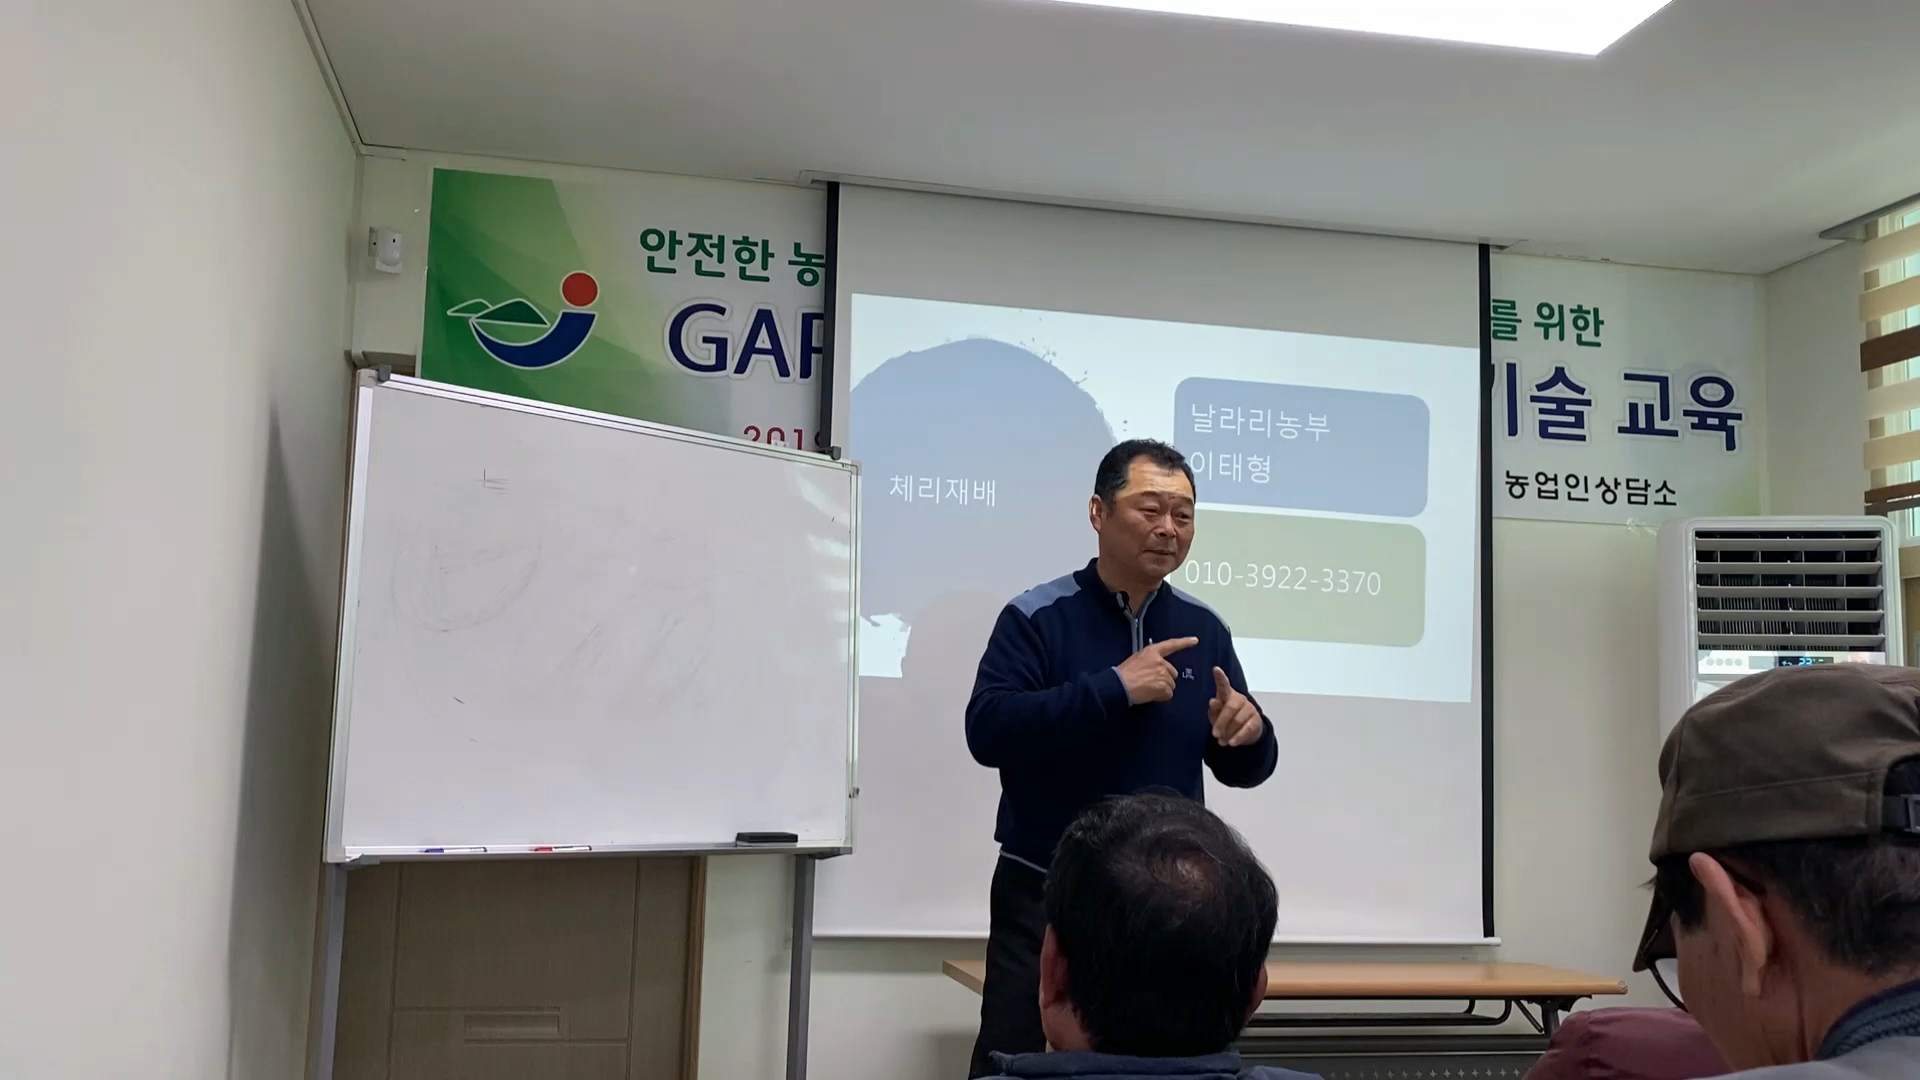 안전한 농
를 위한
GAP
기술 교육
2019
농업인상담소
체리재배
날라리농부
이태형
010-3922-3370